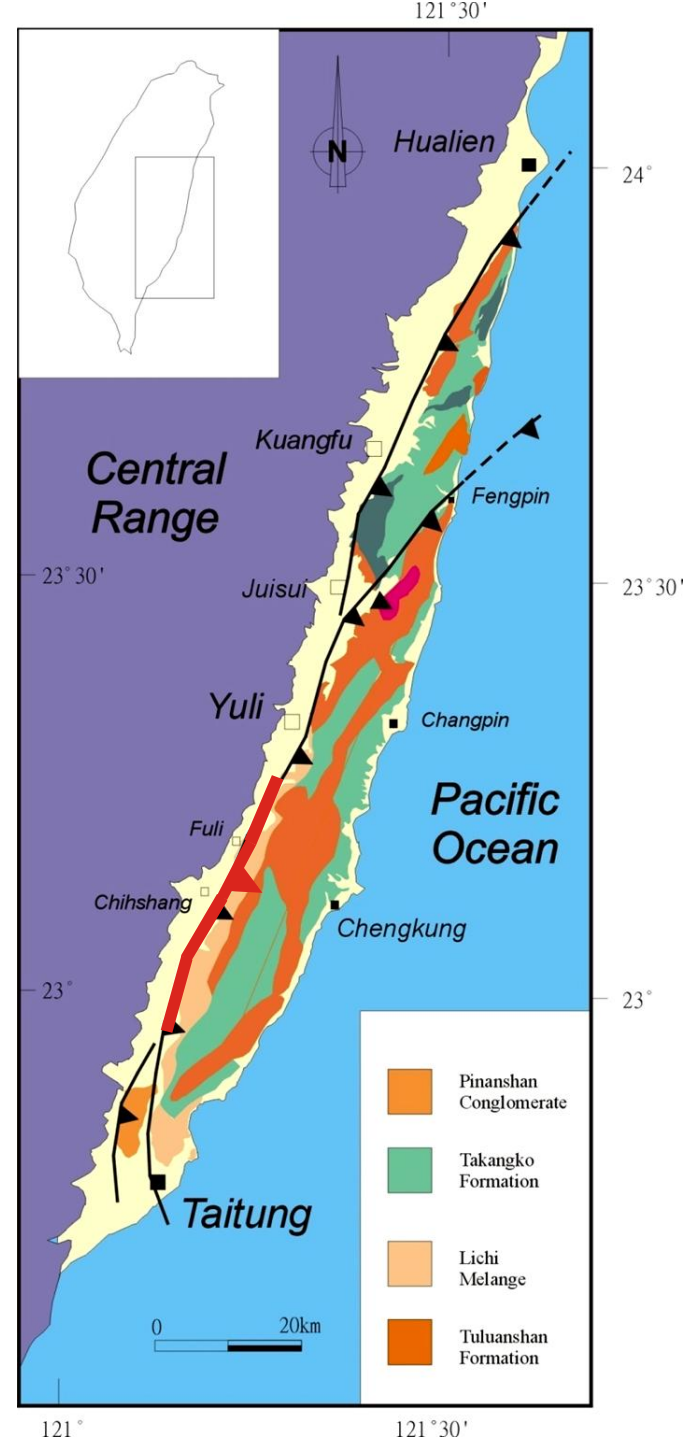 121°30'
N
Hualien
24°
Kuangfu
Central
Range
Fengpin
23°30'
Juisui
23°30'
Yuli
Changpin
Pacific
Ocean
Fuli
Chihshang
Chengkung
23°
23°
Pinanshan
Conglomerate
Takangko
Formation
Taitung
Lichi
Melange
0
20km
Tuluanshan
Formation
121°
121°30'